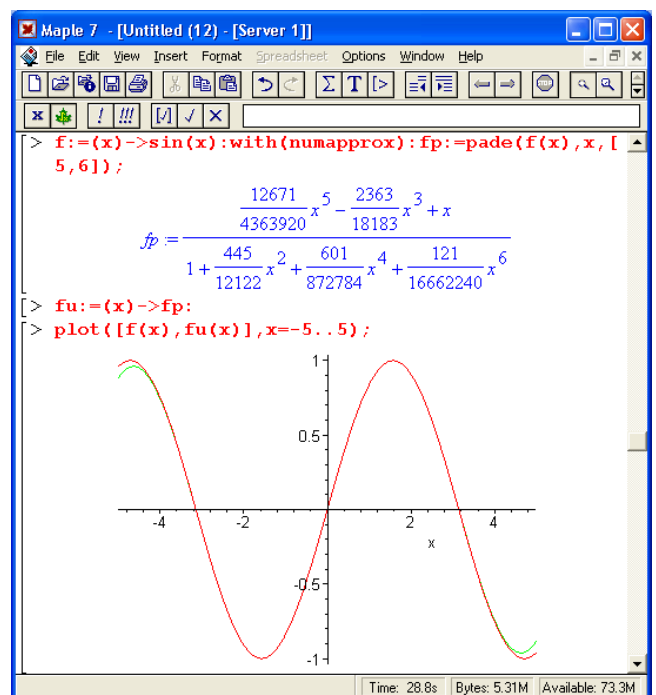 Maple 7 - [Untitled (12) - [Server 1]]
File Edit View Insert Format Spreadsheet Options Window Help
Σ T [>
x ! !!! [√] √ ✕
[> f:=(x)->sin(x):with(numapprox):fp:=pade(f(x),x,[
5,6]);
fp := (12671/4363920 x^5 − 2363/18183 x^3 + x) / (1 + 445/12122 x^2 + 601/872784 x^4 + 121/16662240 x^6)
[> fu:=(x)->fp:
[> plot([f(x),fu(x)],x=-5..5);
1
0.5
-4 -2 0 2 4
x
-0.5
-1
Time: 28.8s Bytes: 5.31M Available: 73.3M